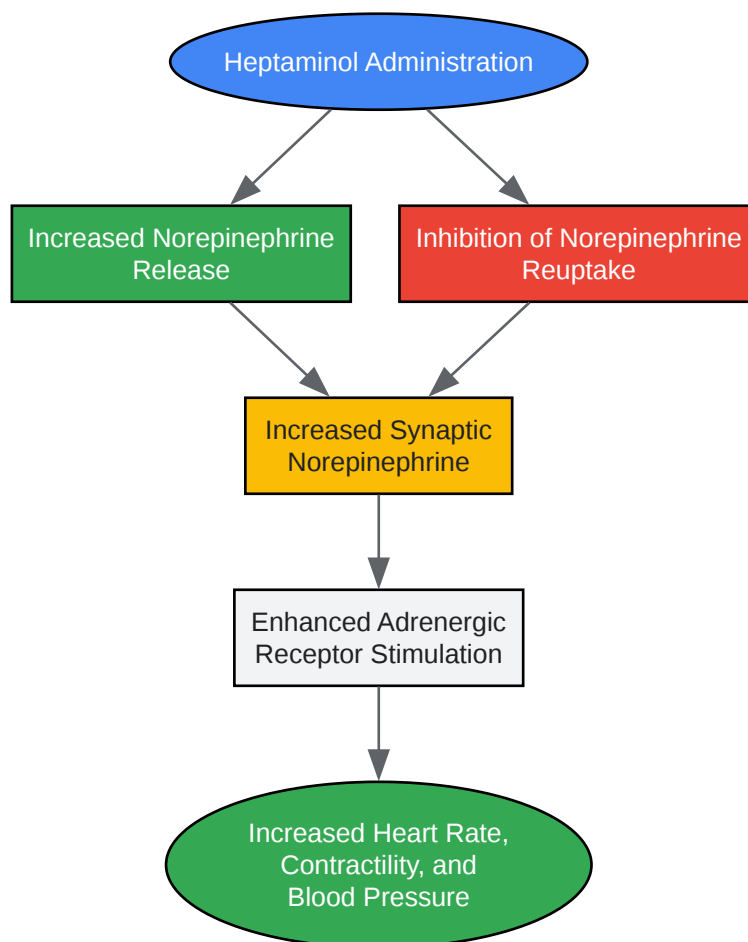 Heptaminol Administration
Increased Norepinephrine
Release
Inhibition of Norepinephrine
Reuptake
Increased Synaptic
Norepinephrine
Enhanced Adrenergic
Receptor Stimulation
Increased Heart Rate,
Contractility, and
Blood Pressure